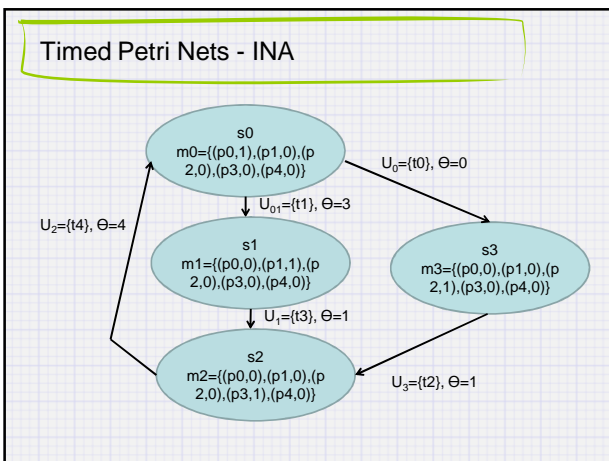 Timed Petri Nets - INA
s0
m0={(p0,1),(p1,0),(p
2,0),(p3,0),(p4,0)}
U₀={t0}, Θ=0
U₂={t4}, Θ=4
U₀₁={t1}, Θ=3
s1
m1={(p0,0),(p1,1),(p
2,0),(p3,0),(p4,0)}
s3
m3={(p0,0),(p1,0),(p
2,1),(p3,0),(p4,0)}
U₁={t3}, Θ=1
s2
m2={(p0,0),(p1,0),(p
2,0),(p3,1),(p4,0)}
U₃={t2}, Θ=1